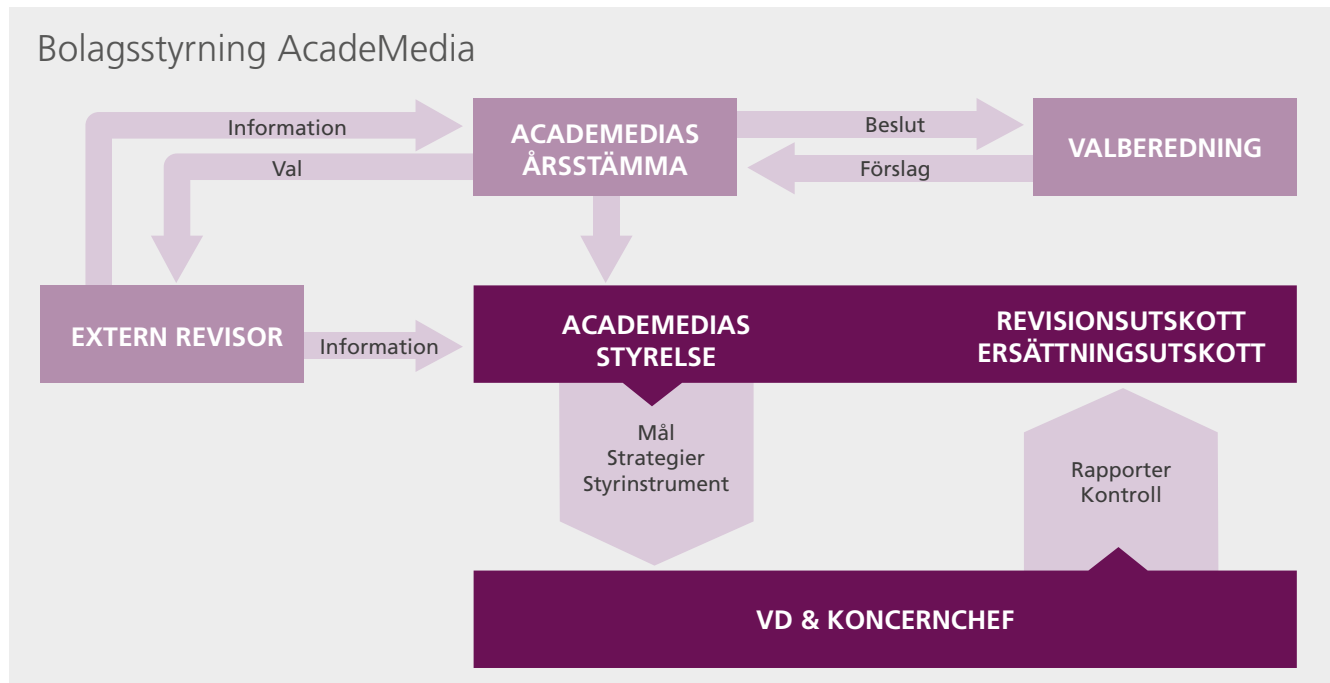 Bolagsstyrning AcadeMedia
Information
ACADEMEDIAS
ÅRSSTÄMMA
Beslut
VALBEREDNING
Val
Förslag
EXTERN REVISOR
Information
ACADEMEDIAS
STYRELSE
REVISIONSUTSKOTT
ERSÄTTNINGSUTSKOTT
Mål
Strategier
Styrinstrument
Rapporter
Kontroll
VD & KONCERNCHEF